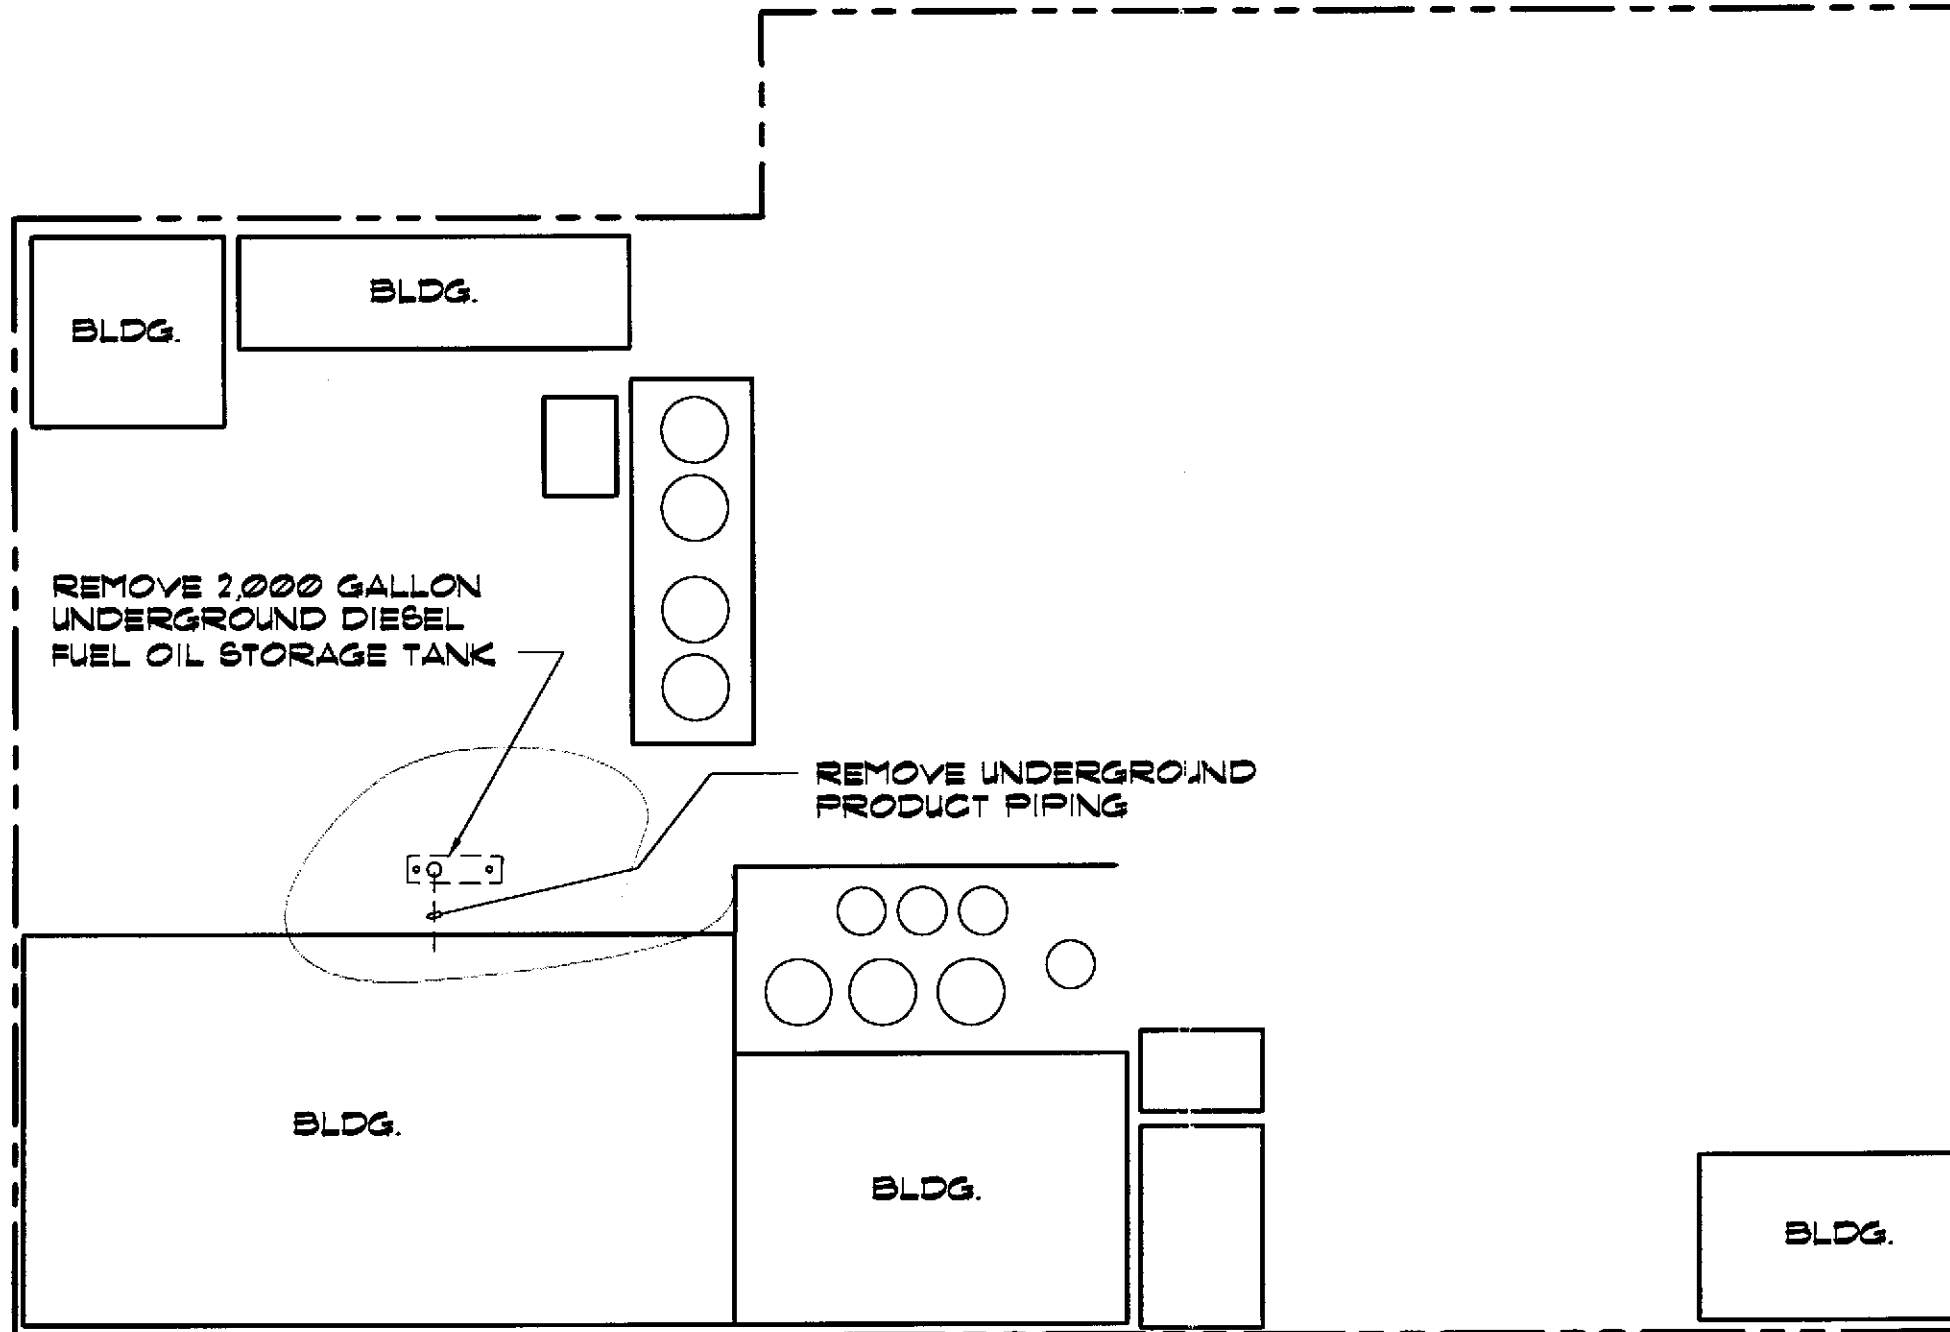 BLDG.
BLDG.
REMOVE 2,000 GALLON
UNDERGROUND DIESEL
FUEL OIL STORAGE TANK
REMOVE UNDERGROUND
PRODUCT PIPING
BLDG.
BLDG.
BLDG.